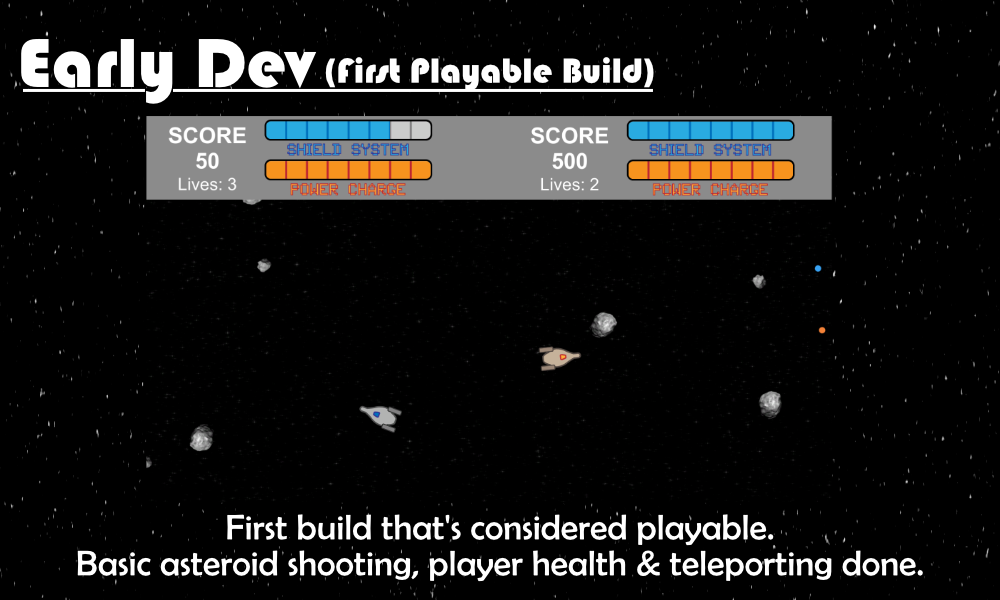 Early Dev (First Playable Build)
SCORE
50
Lives: 3
SHIELD SYSTEM
POWER CHARGE
SCORE
500
Lives: 2
SHIELD SYSTEM
POWER CHARGE
First build that's considered playable.
Basic asteroid shooting, player health & teleporting done.